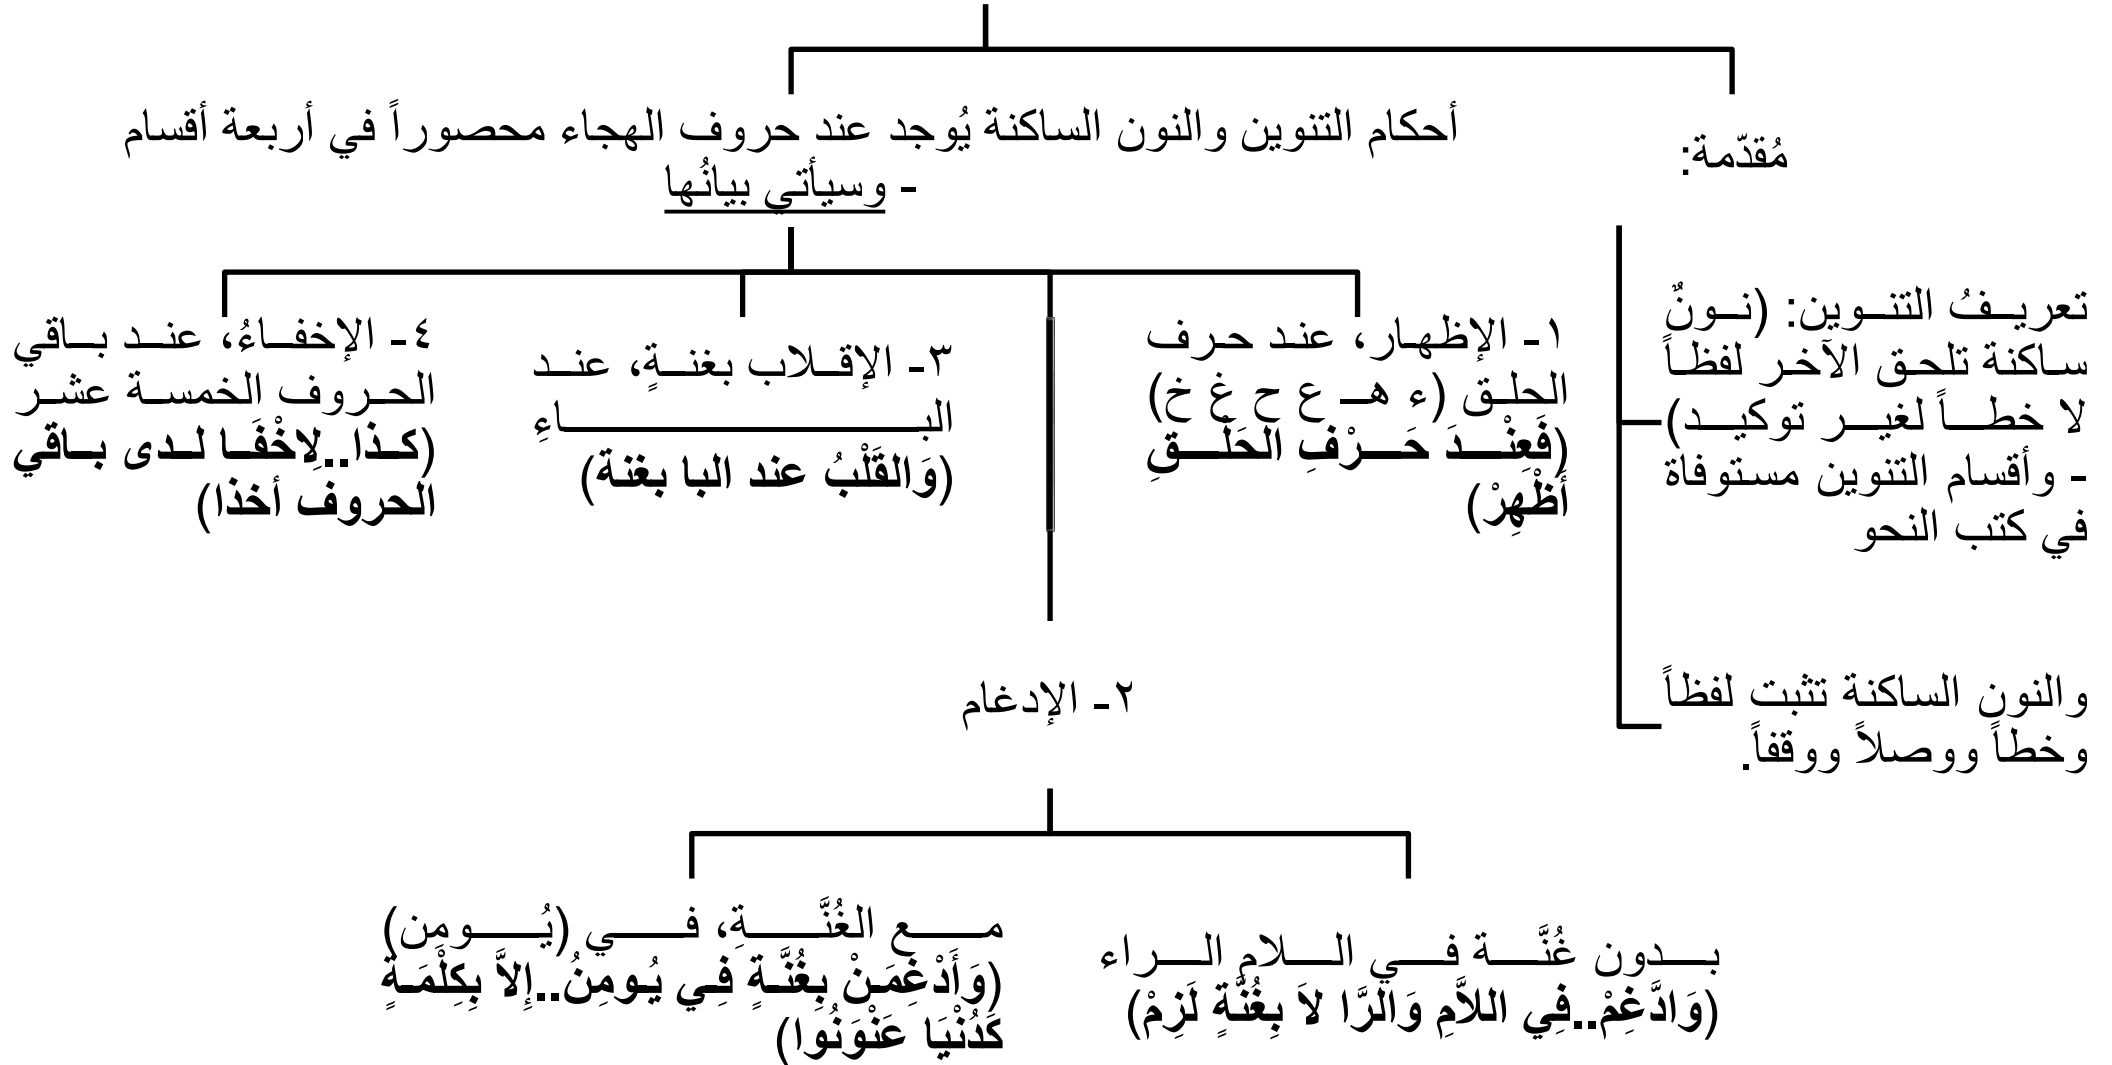 مُقدّمة:
تعريفُ التنوين: (نونٌ
ساكنة تلحق الآخر لفظاً
لا خطاً لغير توكيد)
- وأقسام التنوين مستوفاة
في كتب النحو
والنون الساكنة تثبت لفظاً
وخطاً ووصلاً ووقفاً.
أحكام التنوين والنون الساكنة يُوجد عند حروف الهجاء محصوراً في أربعة أقسام
- وسيأتي بيانُها
١- الإظهار، عند حرف
الحلق (ء هـ ع ح غ خ)
(فَعِنْدَ حَرْفِ الحَلْقِ
أَظْهِرْ)
٢- الإدغام
بدون غُنَّة في اللام الراء
(وَادَّغِمْ..فِي اللاَّمِ وَالرَّا لاَ بِغُنَّةٍ لَزِمْ)
مع الغُنَّةِ، في (يُومن)
(وَأَدْغِمَنْ بِغُنَّةٍ فِي يُومِنُ..إِلاَّ بِكِلْمَةٍ
كَدُنْيَا عَنْوَنُوا)
٣- الإقلاب بغنةٍ، عند
الباءِ
(وَالقَلْبُ عند البا بغنة)
٤- الإخفاءُ، عند باقي
الحروف الخمسة عشر
(كذا..لِاخْفَا لدى باقي
الحروف أخذا)